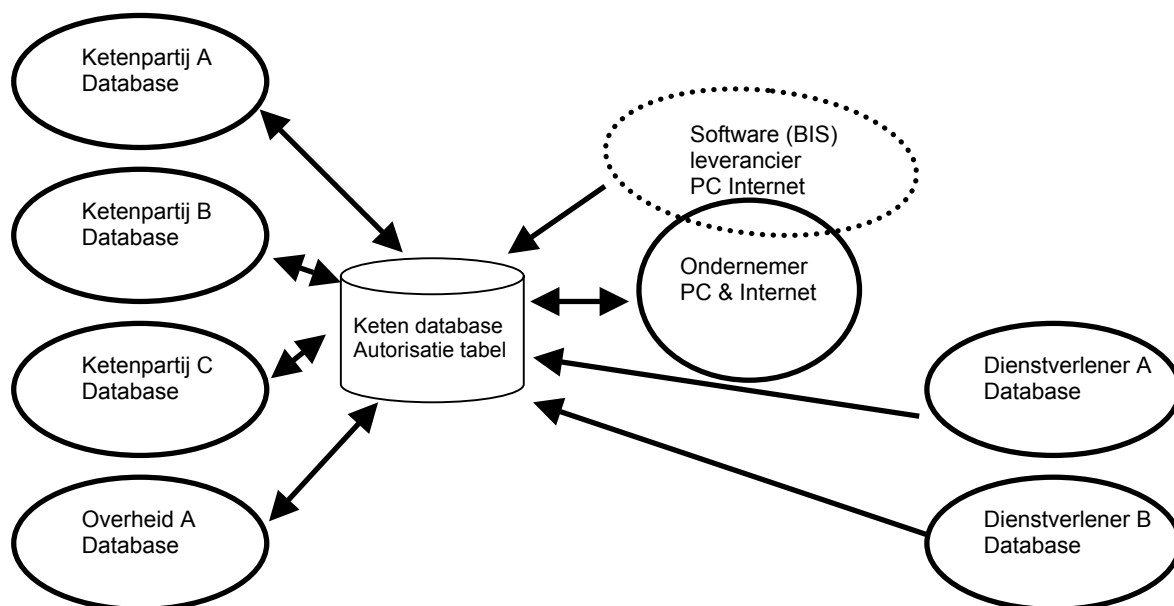 Ketenpartij A
Database
Software (BIS)
leverancier
PC Internet
Ketenpartij B
Database
Ondernemer
PC & Internet
Keten database
Autorisatie tabel
Ketenpartij C
Database
Dienstverlener A
Database
Overheid A
Database
Dienstverlener B
Database